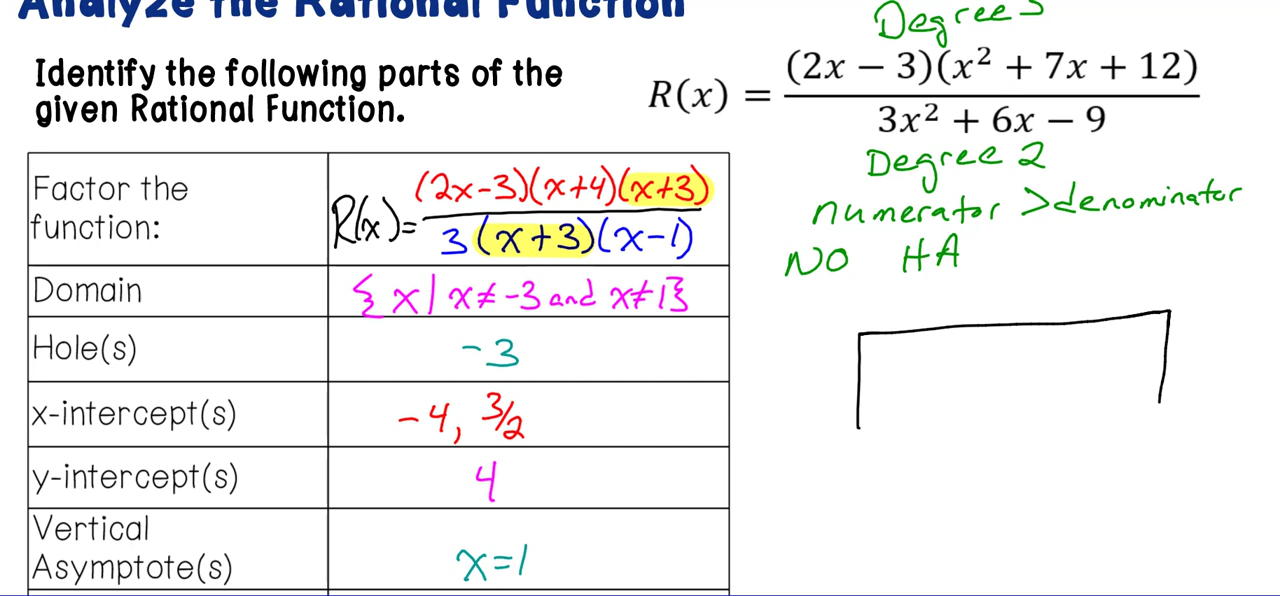 Analyze the Rational Function
Identify the following parts of the
given Rational Function.
Degree 3
R(x) = (2x − 3)(x² + 7x + 12) / 3x² + 6x − 9
Degree 2
numerator > denominator
NO HA
Factor the
function:
R(x) = (2x-3)(x+4)(x+3) / 3(x+3)(x-1)
Domain
{x | x ≠ -3 and x ≠ 1}
Hole(s)
-3
x-intercept(s)
-4, 3/2
y-intercept(s)
4
Vertical
Asymptote(s)
x=1